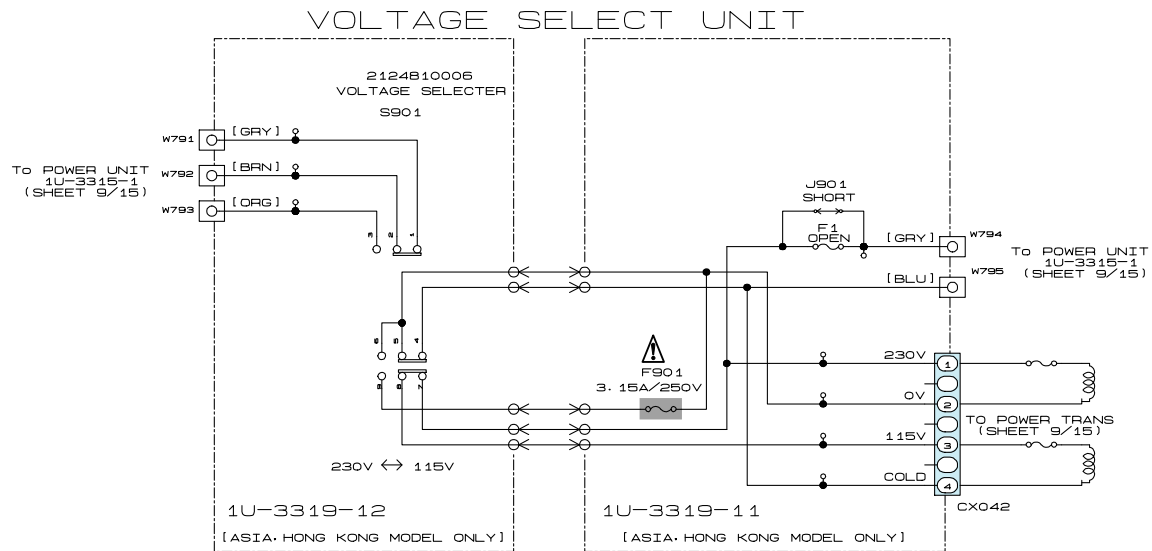 VOLTAGE SELECT UNIT
2124810006
VOLTAGE SELECTER
S901
W791
[GRY]
To POWER UNIT
1U-3315-1
(SHEET 9/15)
W792
[BRN]
W793
[ORG]
3
2
1
J901
SHORT
F1
OPEN
[GRY]
W794
To POWER UNIT
1U-3315-1
(SHEET 9/15)
[BLU]
W795
6
5
4
9
8
7
F901
3.15A/250V
230V
1
0V
2
TO POWER TRANS
(SHEET 9/15)
115V
3
COLD
4
CX042
230V ↔ 115V
1U-3319-12
[ASIA.HONG KONG MODEL ONLY]
1U-3319-11
[ASIA.HONG KONG MODEL ONLY]